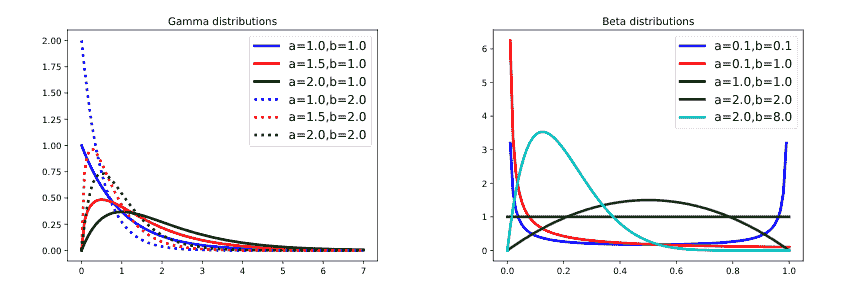 Gamma distributions
2.00
1.75
1.50
1.25
1.00
0.75
0.50
0.25
0.00
a=1.0,b=1.0
a=1.5,b=1.0
a=2.0,b=1.0
a=1.0,b=2.0
a=1.5,b=2.0
a=2.0,b=2.0
0 1 2 3 4 5 6 7
Beta distributions
6
5
4
3
2
1
0
a=0.1,b=0.1
a=0.1,b=1.0
a=1.0,b=1.0
a=2.0,b=2.0
a=2.0,b=8.0
0.0 0.2 0.4 0.6 0.8 1.0